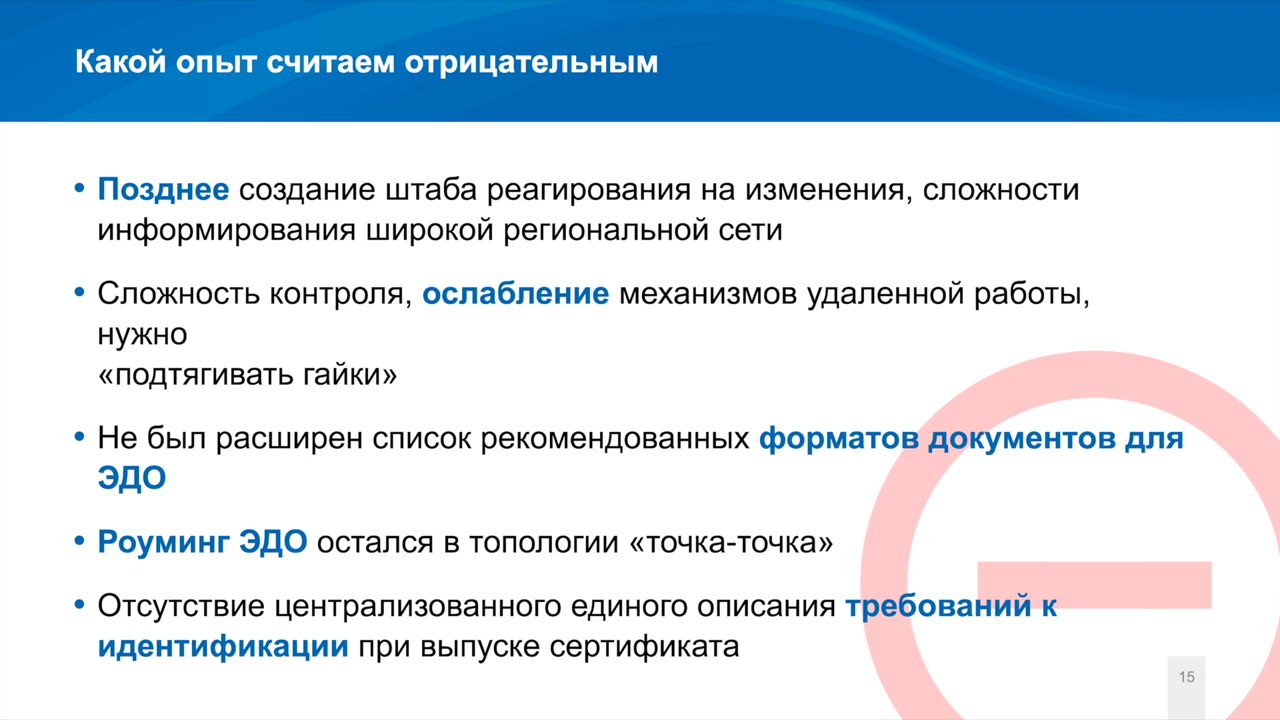 Какой опыт считаем отрицательным
• Позднее создание штаба реагирования на изменения, сложности
информирования широкой региональной сети
• Сложность контроля, ослабление механизмов удаленной работы,
нужно
«подтягивать гайки»
• Не был расширен список рекомендованных форматов документов для
ЭДО
• Роуминг ЭДО остался в топологии «точка-точка»
• Отсутствие централизованного единого описания требований к
идентификации при выпуске сертификата
15